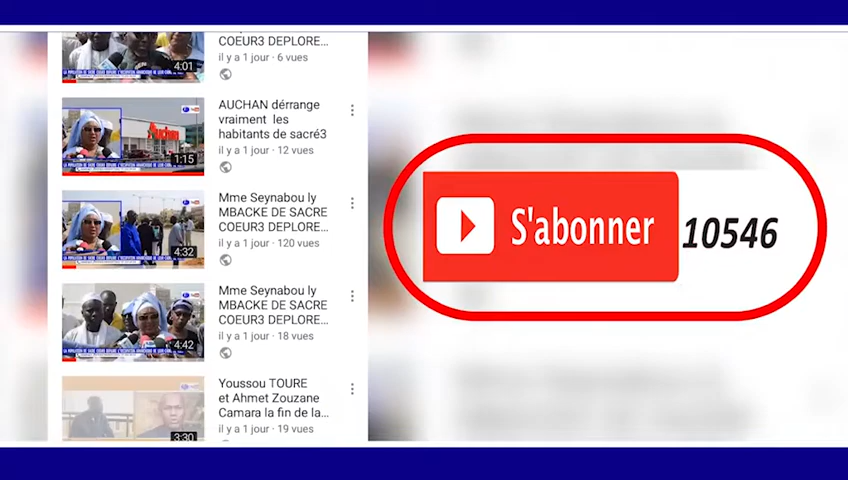 COEUR3 DEPLORE...
il y a 1 jour · 6 vues
4:01
AUCHAN dérrange
vraiment les
habitants de sacré3
il y a 1 jour · 12 vues
Auchan
1:15
Mme Seynabou ly
MBACKE DE SACRE
COEUR3 DEPLORE...
il y a 1 jour · 120 vues
4:32
Mme Seynabou ly
MBACKE DE SACRE
COEUR3 DEPLORE...
il y a 1 jour · 18 vues
4:42
Youssou TOURE
et Ahmet Zouzane
Camara la fin de la...
il y a 1 jour · 19 vues
3:30
S'abonner
10546